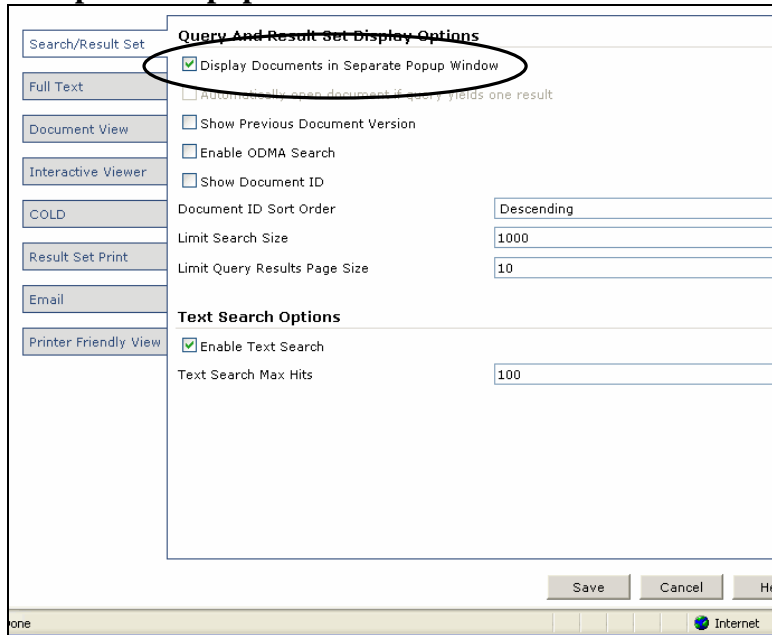 Search/Result Set
Full Text
Document View
Interactive Viewer
COLD
Result Set Print
Email
Printer Friendly View
Query And Result Set Display Options
Display Documents in Separate Popup Window
Automatically open document if query yields one result
Show Previous Document Version
Enable ODMA Search
Show Document ID
Document ID Sort Order Descending
Limit Search Size 1000
Limit Query Results Page Size 10
Text Search Options
Enable Text Search
Text Search Max Hits 100
Save Cancel He
one Internet